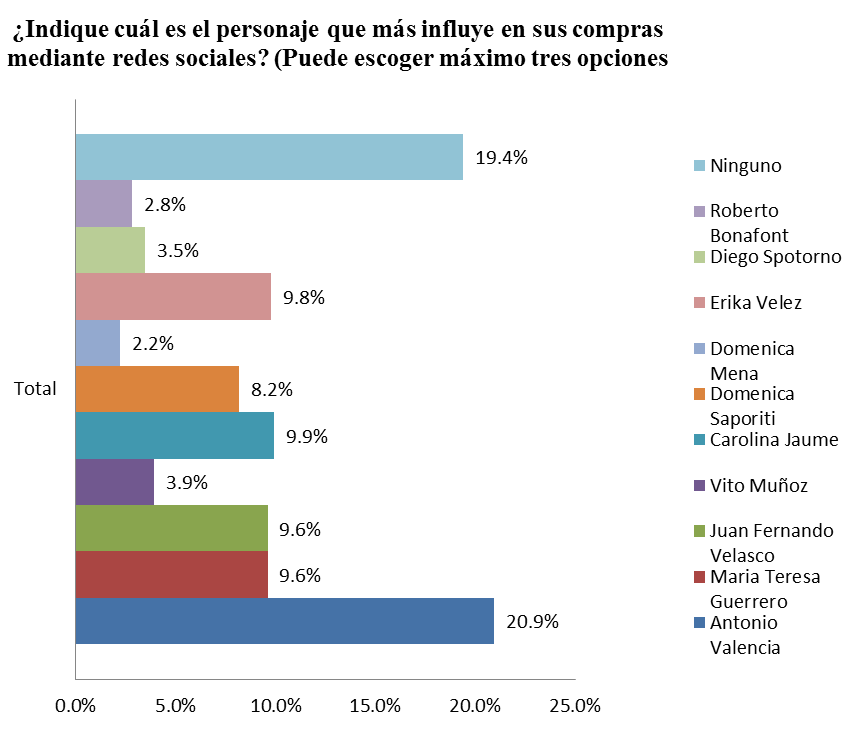 ¿Indique cuál es el personaje que más influye en sus compras
mediante redes sociales? (Puede escoger máximo tres opciones
19.4%
2.8%
3.5%
9.8%
2.2%
8.2%
9.9%
3.9%
9.6%
9.6%
20.9%
Total
0.0%
5.0%
10.0%
15.0%
20.0%
25.0%
Ninguno
Roberto
Bonafont
Diego Spotorno
Erika Velez
Domenica
Mena
Domenica
Saporiti
Carolina Jaume
Vito Muñoz
Juan Fernando
Velasco
Maria Teresa
Guerrero
Antonio
Valencia